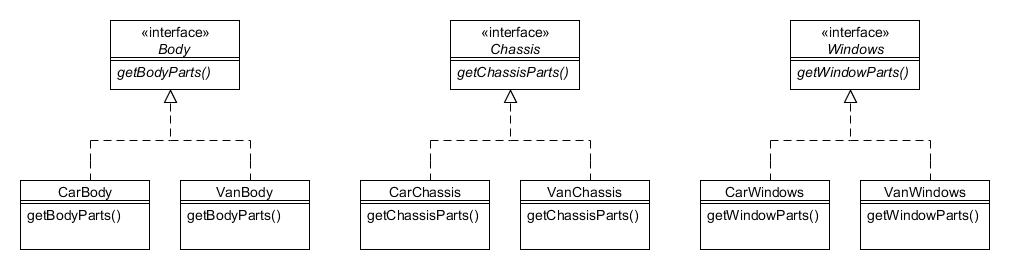 «interface»
Body
getBodyParts()
«interface»
Chassis
getChassisParts()
«interface»
Windows
getWindowParts()
CarBody
getBodyParts()
VanBody
getBodyParts()
CarChassis
getChassisParts()
VanChassis
getChassisParts()
CarWindows
getWindowParts()
VanWindows
getWindowParts()